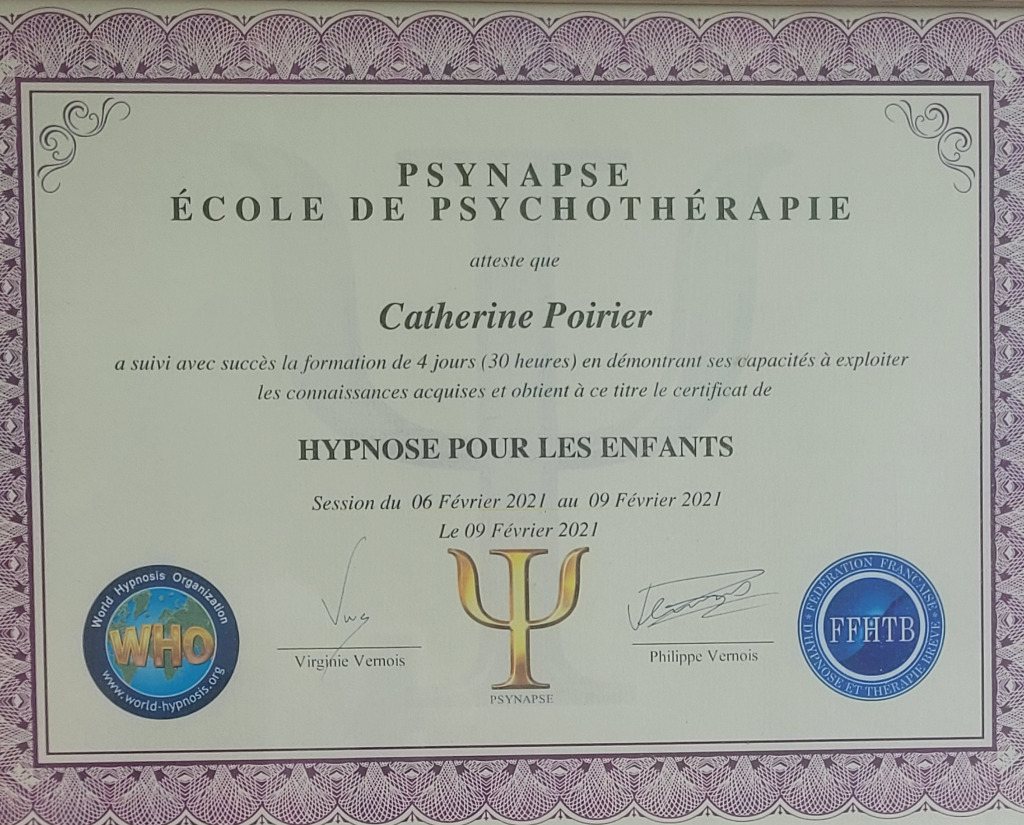 PSYNAPSE
ÉCOLE DE PSYCHOTHÉRAPIE
atteste que
Catherine Poirier
a suivi avec succès la formation de 4 jours (30 heures) en démontrant ses capacités à exploiter
les connaissances acquises et obtient à ce titre le certificat de
HYPNOSE POUR LES ENFANTS
Session du 06 Février 2021 au 09 Février 2021
Le 09 Février 2021
World Hypnosis Organization
WHO
www.world-hypnosis.org
Virginie Vernois
PSYNAPSE
Philippe Vernois
FÉDÉRATION FRANÇAISE
FFHTB
D'HYPNOSE ET THERAPIE BREVE